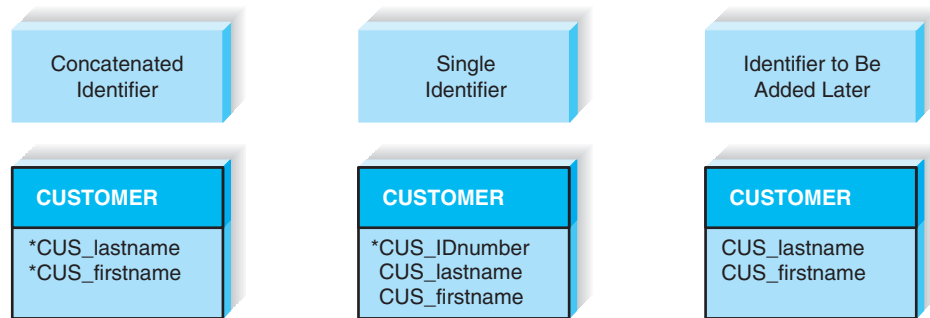 Concatenated
Identifier
Single
Identifier
Identifier to Be
Added Later
CUSTOMER
*CUS_lastname
*CUS_firstname
CUSTOMER
*CUS_IDnumber
CUS_lastname
CUS_firstname
CUSTOMER
CUS_lastname
CUS_firstname